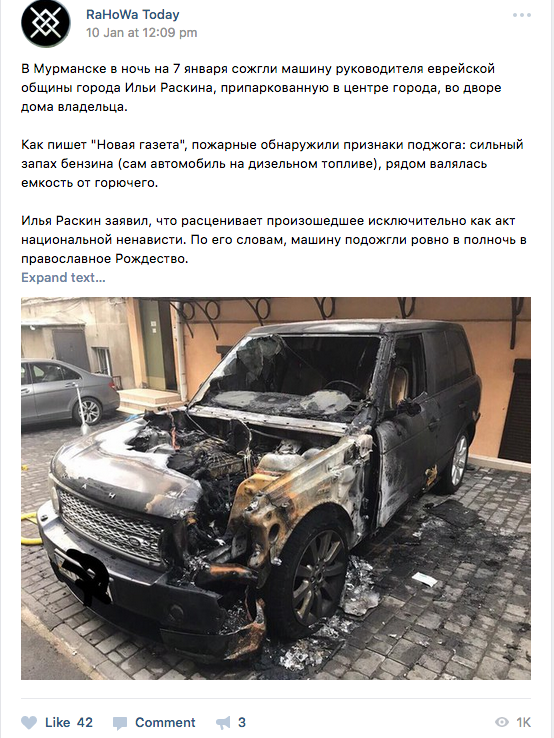 RaHoWa Today
10 Jan at 12:09 pm
В Мурманске в ночь на 7 января сожгли машину руководителя еврейской
общины города Ильи Раскина, припаркованную в центре города, во дворе
дома владельца.
Как пишет "Новая газета", пожарные обнаружили признаки поджога: сильный
запах бензина (сам автомобиль на дизельном топливе), рядом валялась
емкость от горючего.
Илья Раскин заявил, что расценивает произошедшее исключительно как акт
национальной ненависти. По его словам, машину подожгли ровно в полночь в
православное Рождество.
Expand text...
Like 42 Comment 3 1K